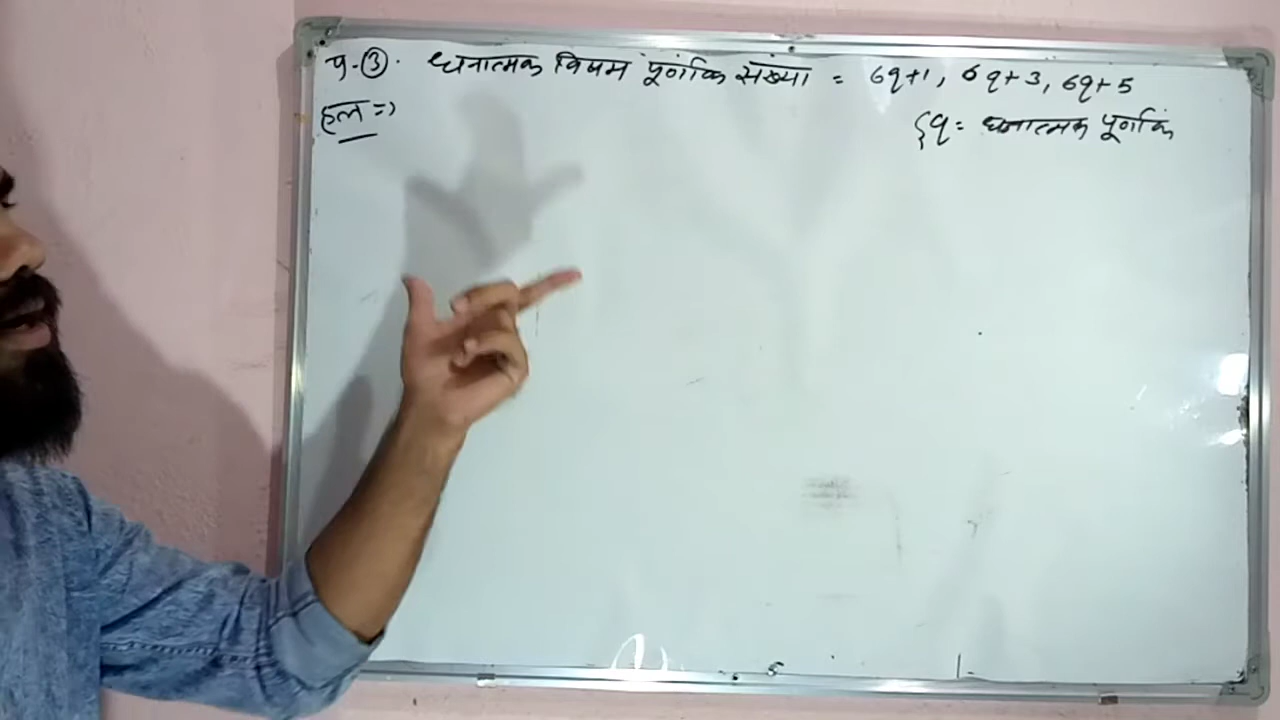 प्र-③. धनात्मक विषम पूर्णांक संख्या = 6q+1, 6q+3, 6q+5
हल =>
{q = धनात्मक पूर्णांक